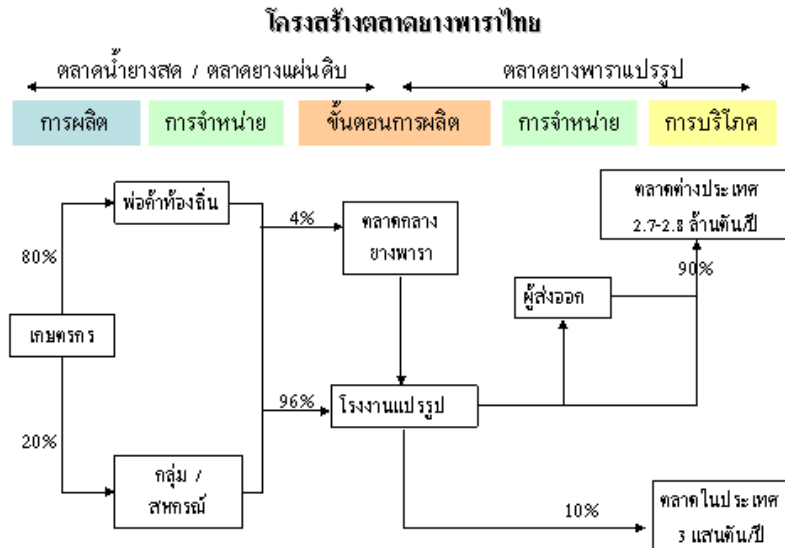 โครงสร้างตลาดยางพาราไทย
ตลาดน้ำยางสด / ตลาดยางแผ่นดิบ
ตลาดยางพาราแปรรูป
การผลิต
การจำหน่าย
ขั้นตอนการผลิต
การจำหน่าย
การบริโภค
พ่อค้าท้องถิ่น
4%
ตลาดกลาง
ยางพารา
ตลาดต่างประเทศ
2.7-2.8 ล้านตัน/ปี
80%
90%
ผู้ส่งออก
เกษตรกร
96%
โรงงานแปรรูป
20%
กลุ่ม /
สหกรณ์
10%
ตลาดในประเทศ
3 แสนตัน/ปี